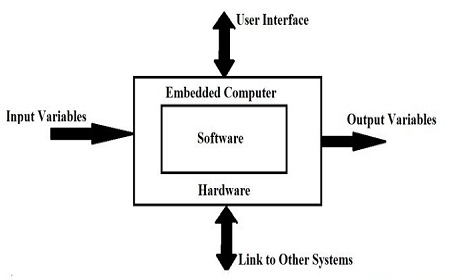 User Interface
Embedded Computer
Input Variables
Output Variables
Software
Hardware
Link to Other Systems